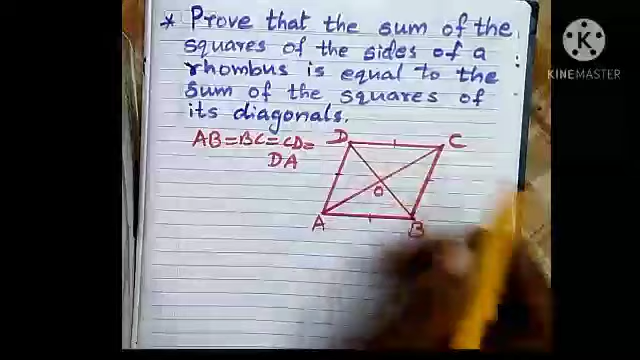 * Prove that the sum of the
squares of the sides of a
rhombus is equal to the
sum of the squares of
its diagonals.
AB=BC=CD=
DA
D
C
O
A
B
K
KINEMASTER